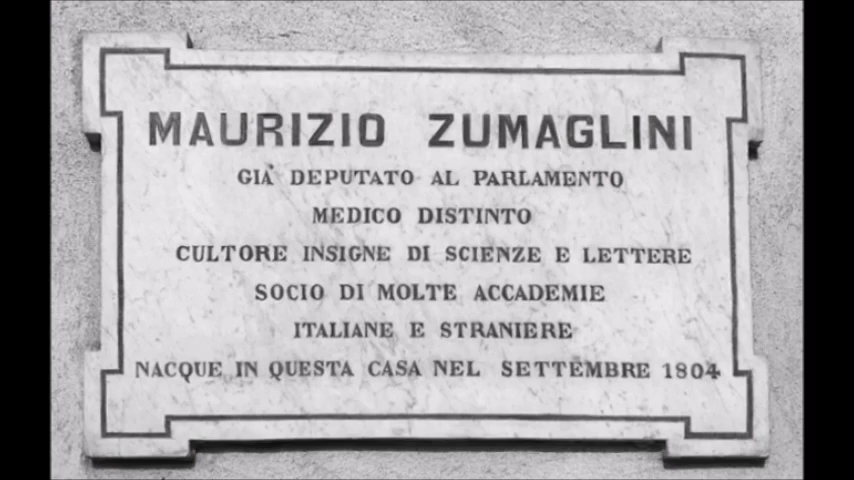 MAURIZIO ZUMAGLINI
GIÀ DEPUTATO AL PARLAMENTO
MEDICO DISTINTO
CULTORE INSIGNE DI SCIENZE E LETTERE
SOCIO DI MOLTE ACCADEMIE
ITALIANE E STRANIERE
NACQUE IN QUESTA CASA NEL SETTEMBRE 1804